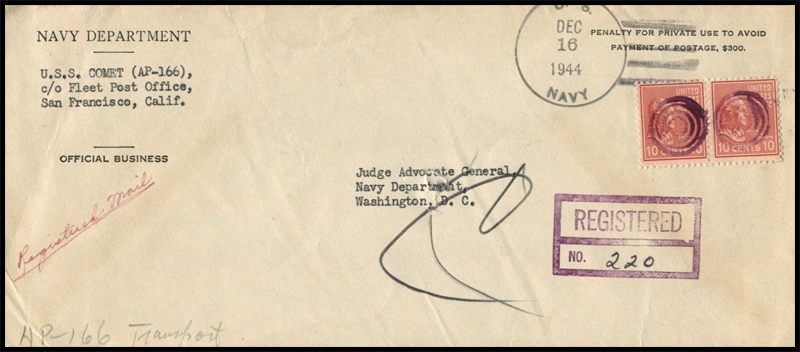 NAVY DEPARTMENT
U.S.S. COMET (AP-166),
c/o Fleet Post Office,
San Francisco, Calif.
OFFICIAL BUSINESS
Registered Mail
U. S.
DEC
16
1944
NAVY
PENALTY FOR PRIVATE USE TO AVOID
PAYMENT OF POSTAGE, $300.
UNITED
STATES
10 CENTS 10
UNITED
STATES
10 CENTS 10
Judge Advocate General,
Navy Department,
Washington, D. C.
REGISTERED
NO. 220
AP-166 Transport